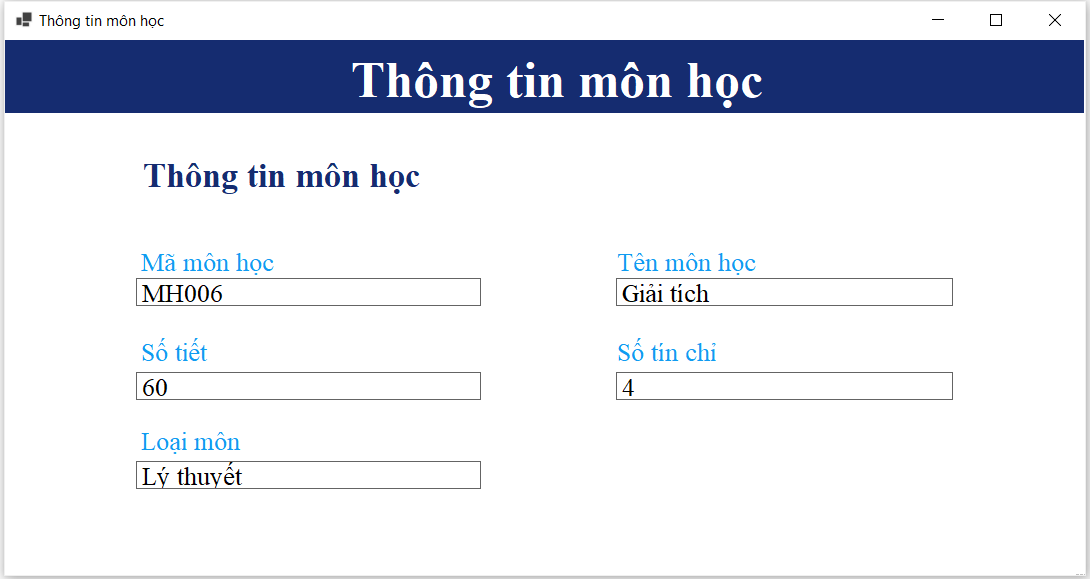 Thông tin môn học
Thông tin môn học
Thông tin môn học
Mã môn học
MH006
Tên môn học
Giải tích
Số tiết
60
Số tín chỉ
4
Loại môn
Lý thuyết